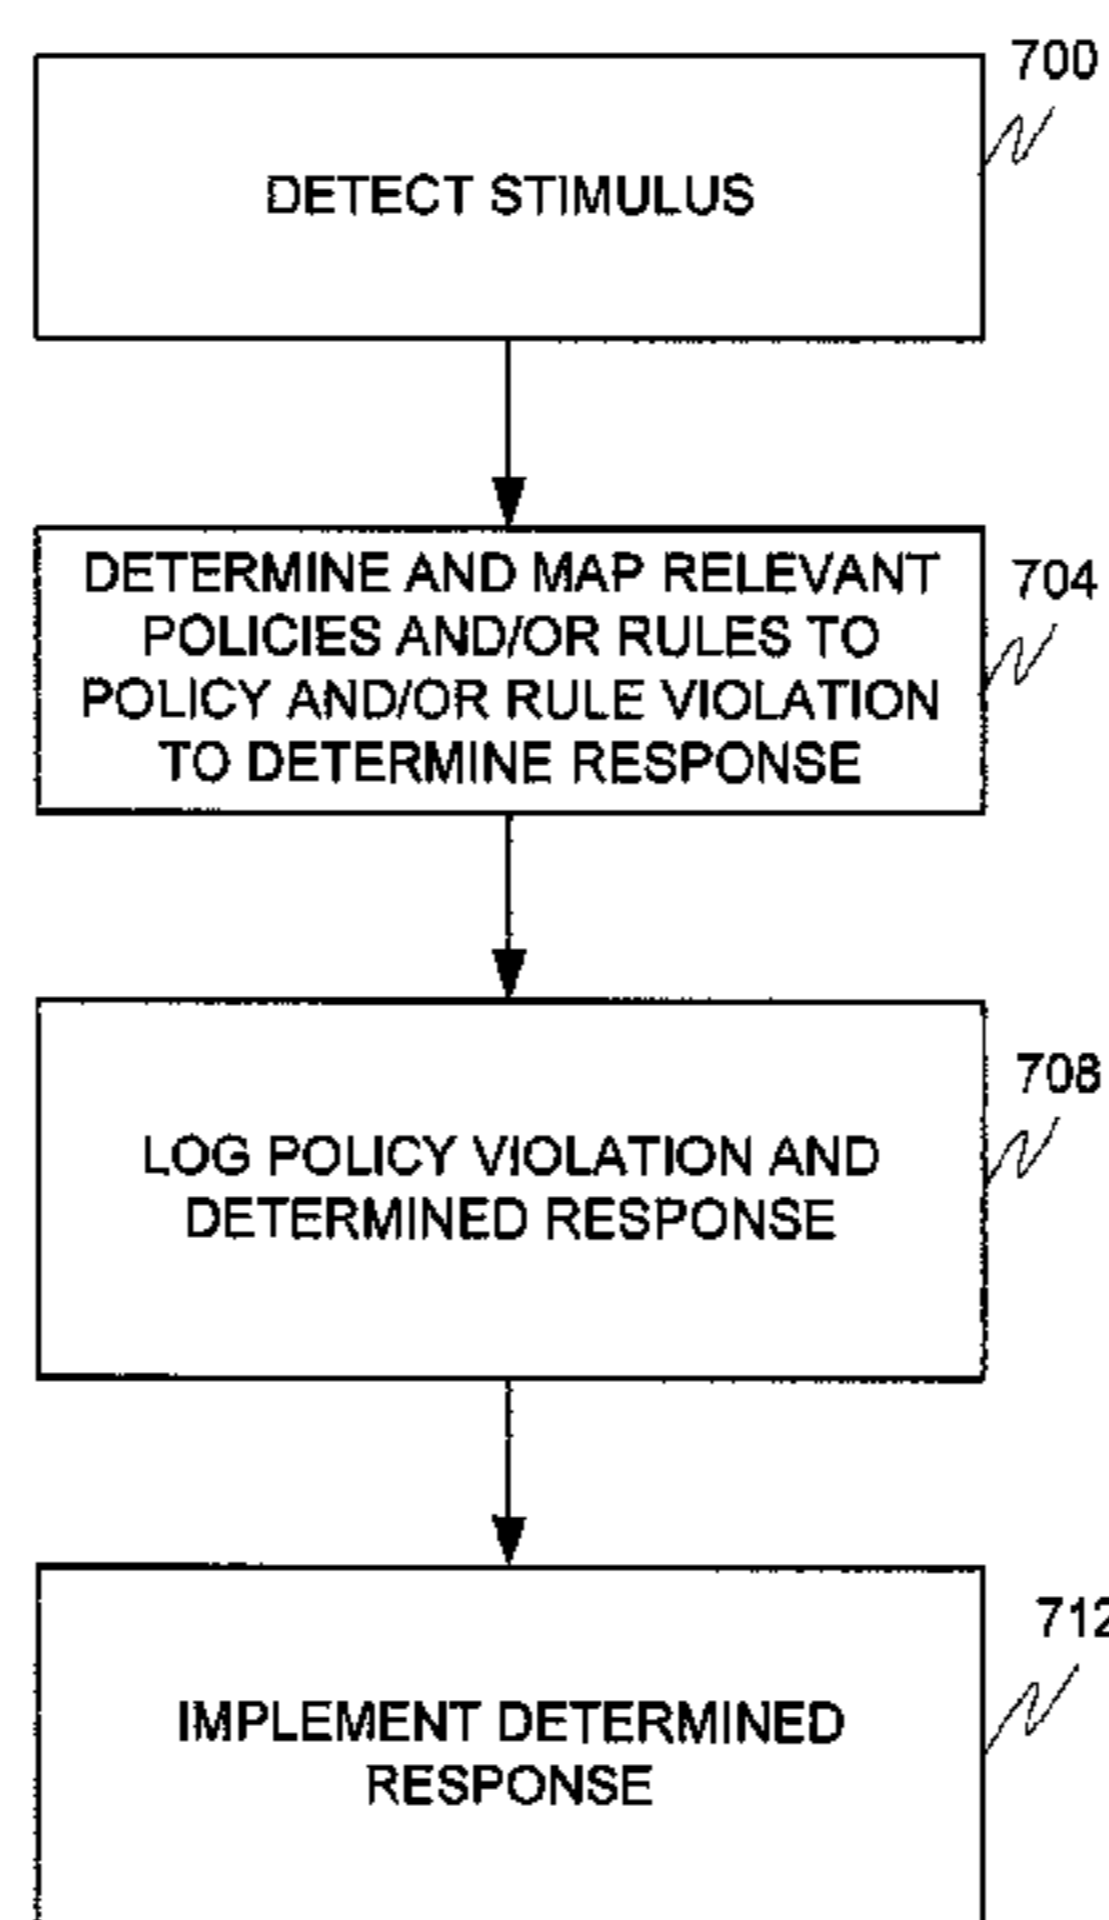 700
DETECT STIMULUS
DETERMINE AND MAP RELEVANT
POLICIES AND/OR RULES TO
POLICY AND/OR RULE VIOLATION
TO DETERMINE RESPONSE
704
708
LOG POLICY VIOLATION AND
DETERMINED RESPONSE
712
IMPLEMENT DETERMINED
RESPONSE